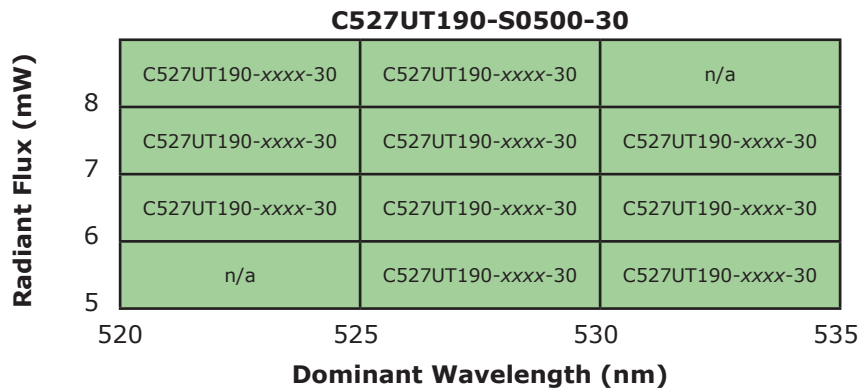 C527UT190-S0500-30
Radiant Flux (mW)
C527UT190-xxxx-30 C527UT190-xxxx-30 n/a
8
C527UT190-xxxx-30 C527UT190-xxxx-30 C527UT190-xxxx-30
7
C527UT190-xxxx-30 C527UT190-xxxx-30 C527UT190-xxxx-30
6
n/a C527UT190-xxxx-30 C527UT190-xxxx-30
5
520 525 530 535
Dominant Wavelength (nm)